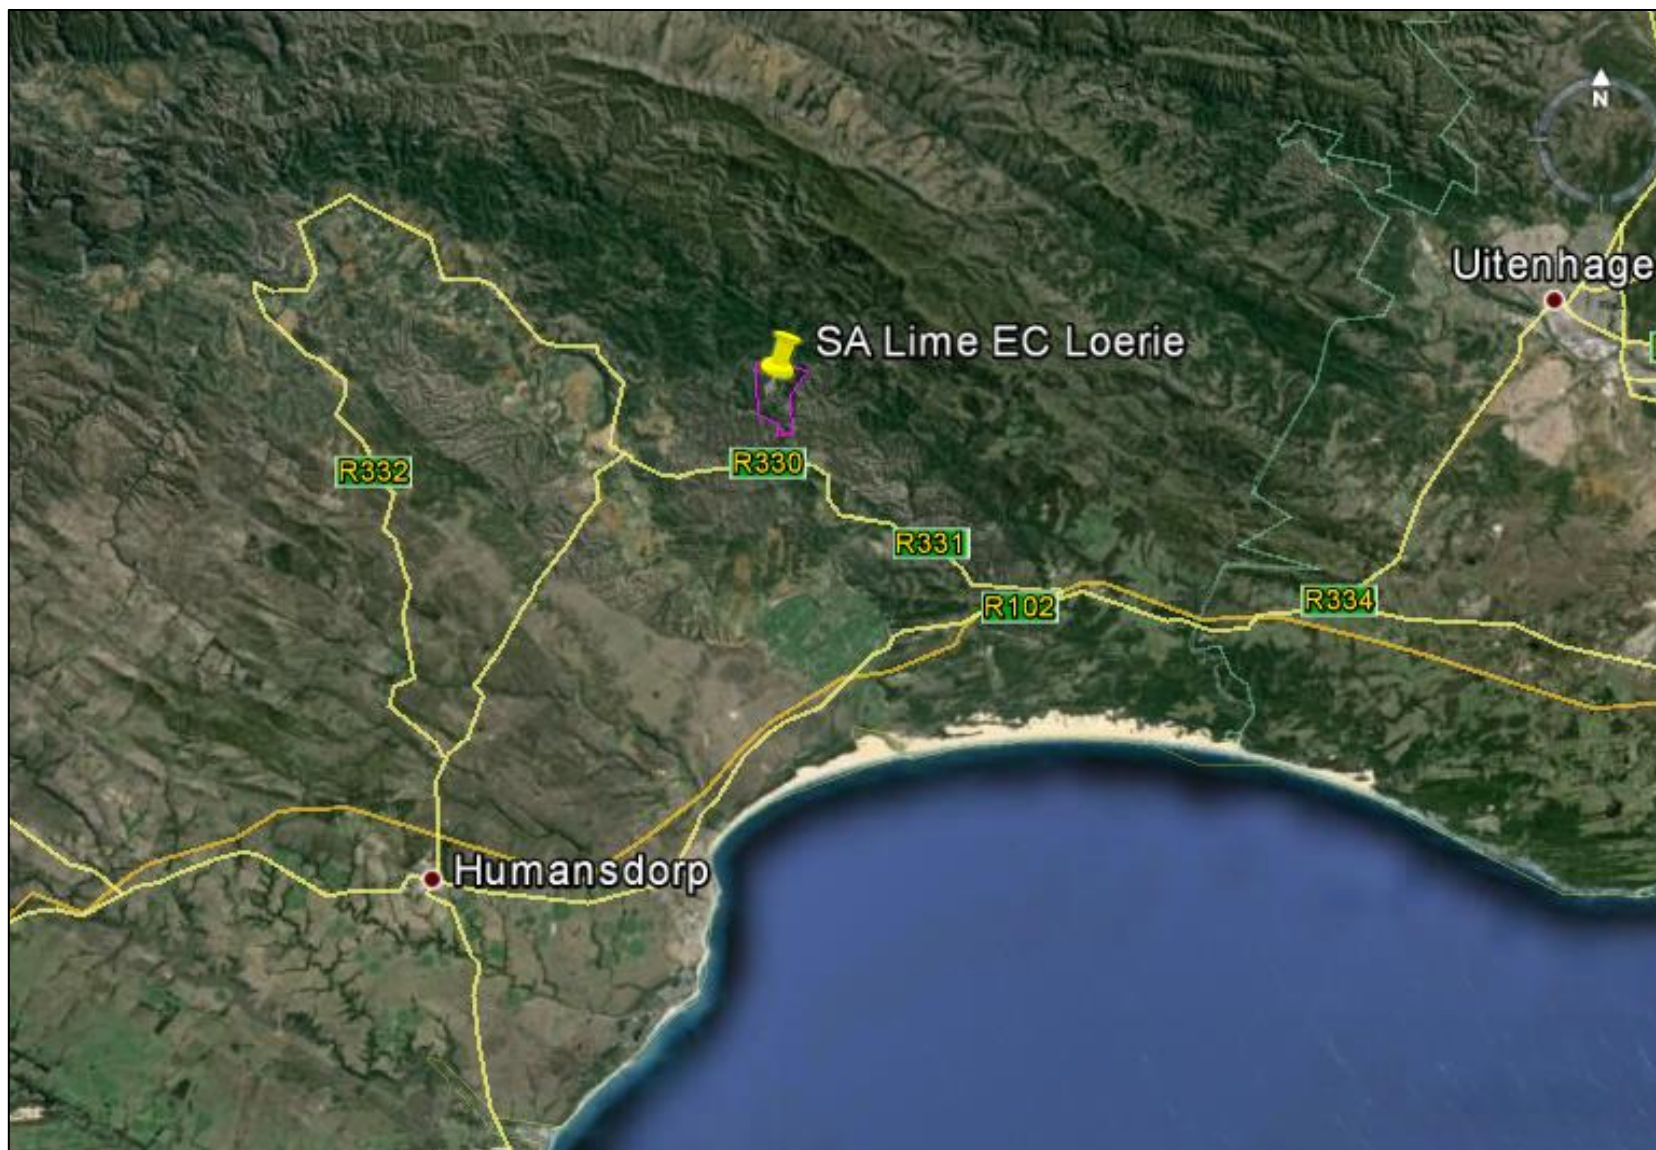 N
Uitenhage
SA Lime EC Loerie
R332
R330
R331
R102
R334
Humansdorp